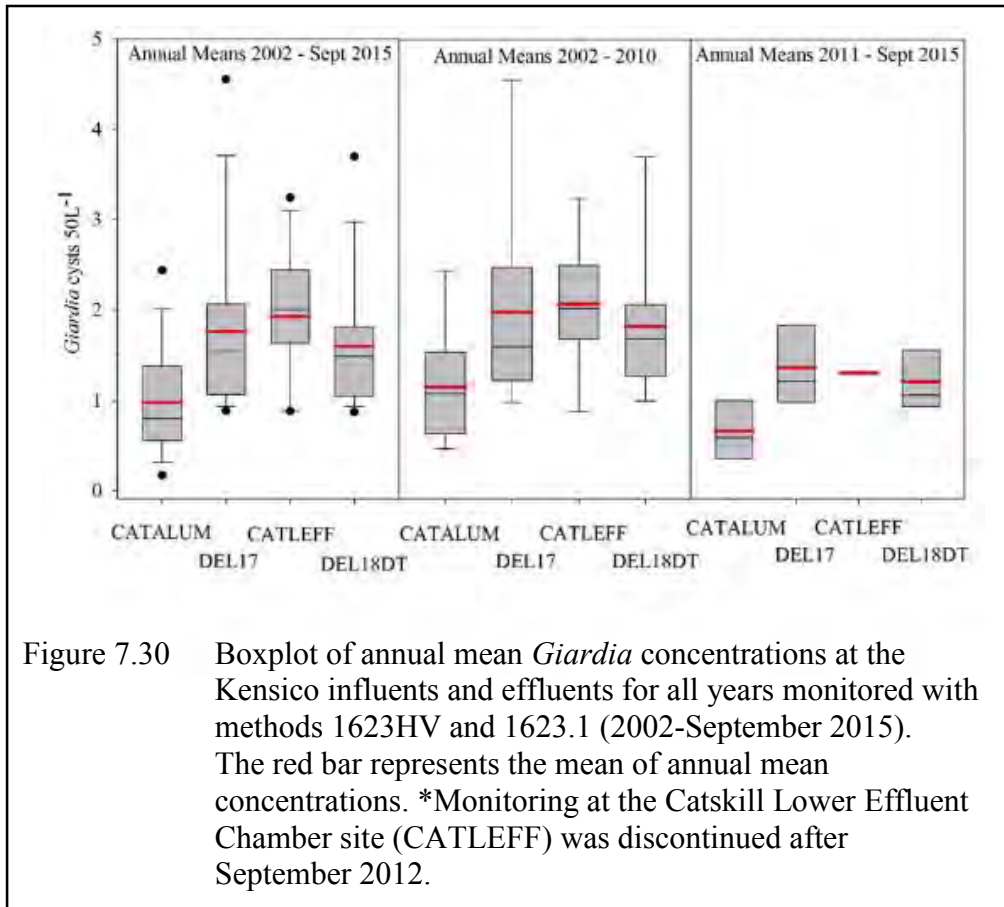 Annual Means 2002 - Sept 2015
Annual Means 2002 - 2010
Annual Means 2011 - Sept 2015
5
4
3
2
1
0
Giardia cysts 50L⁻¹
CATALUM
DEL17
CATLEFF
DEL18DT
CATALUM
DEL17
CATLEFF
DEL18DT
CATALUM
DEL17
CATLEFF
DEL18DT
Figure 7.30 Boxplot of annual mean Giardia concentrations at the
Kensico influents and effluents for all years monitored with
methods 1623HV and 1623.1 (2002-September 2015).
The red bar represents the mean of annual mean
concentrations. *Monitoring at the Catskill Lower Effluent
Chamber site (CATLEFF) was discontinued after
September 2012.